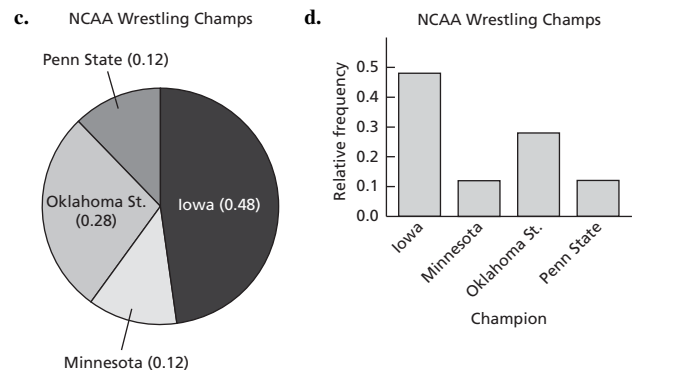 c.
NCAA Wrestling Champs
Penn State (0.12)
Oklahoma St.
(0.28)
Iowa (0.48)
Minnesota (0.12)
d.
NCAA Wrestling Champs
Relative frequency
0.5
0.4
0.3
0.2
0.1
0.0
Iowa
Minnesota
Oklahoma St.
Penn State
Champion